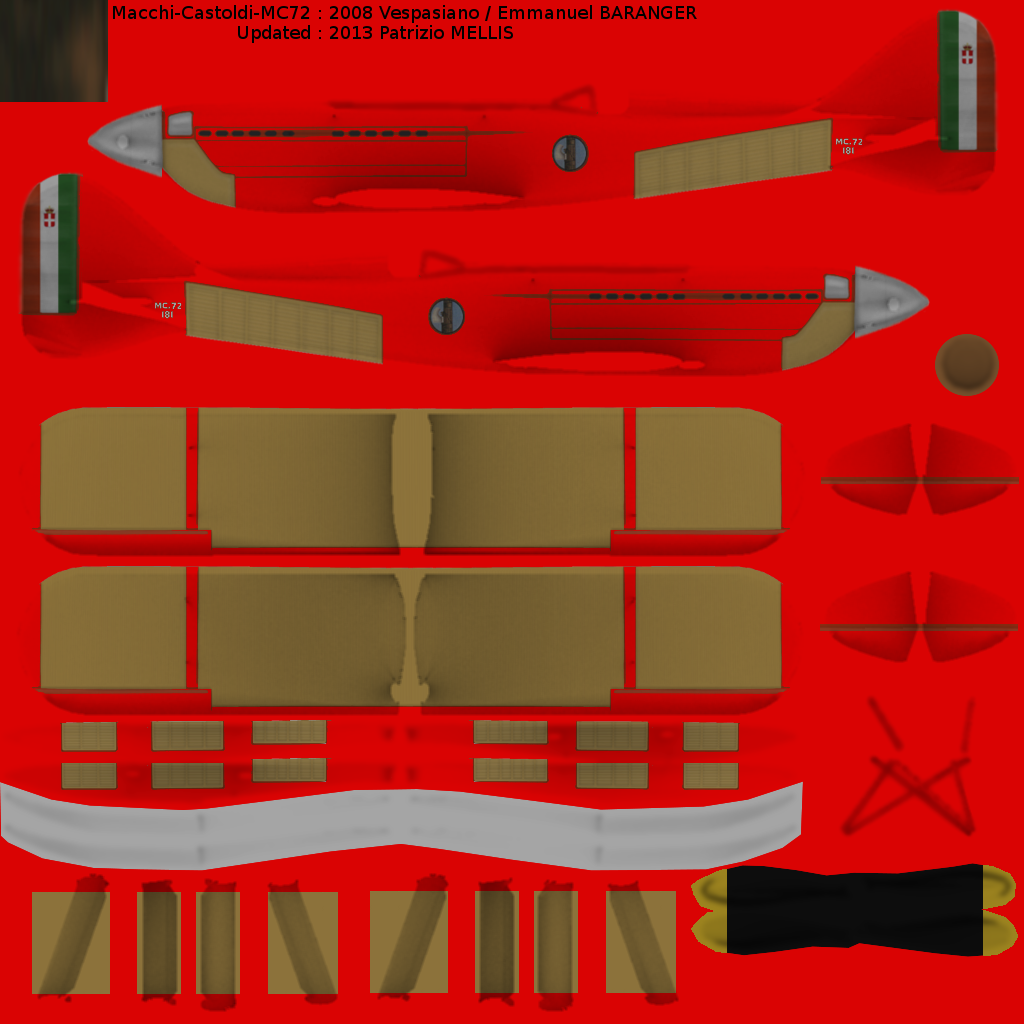 Macchi-Castoldi-MC72 : 2008 Vespasiano / Emmanuel BARANGER
Updated : 2013 Patrizio MELLIS
MC.72
181
MC.72
181